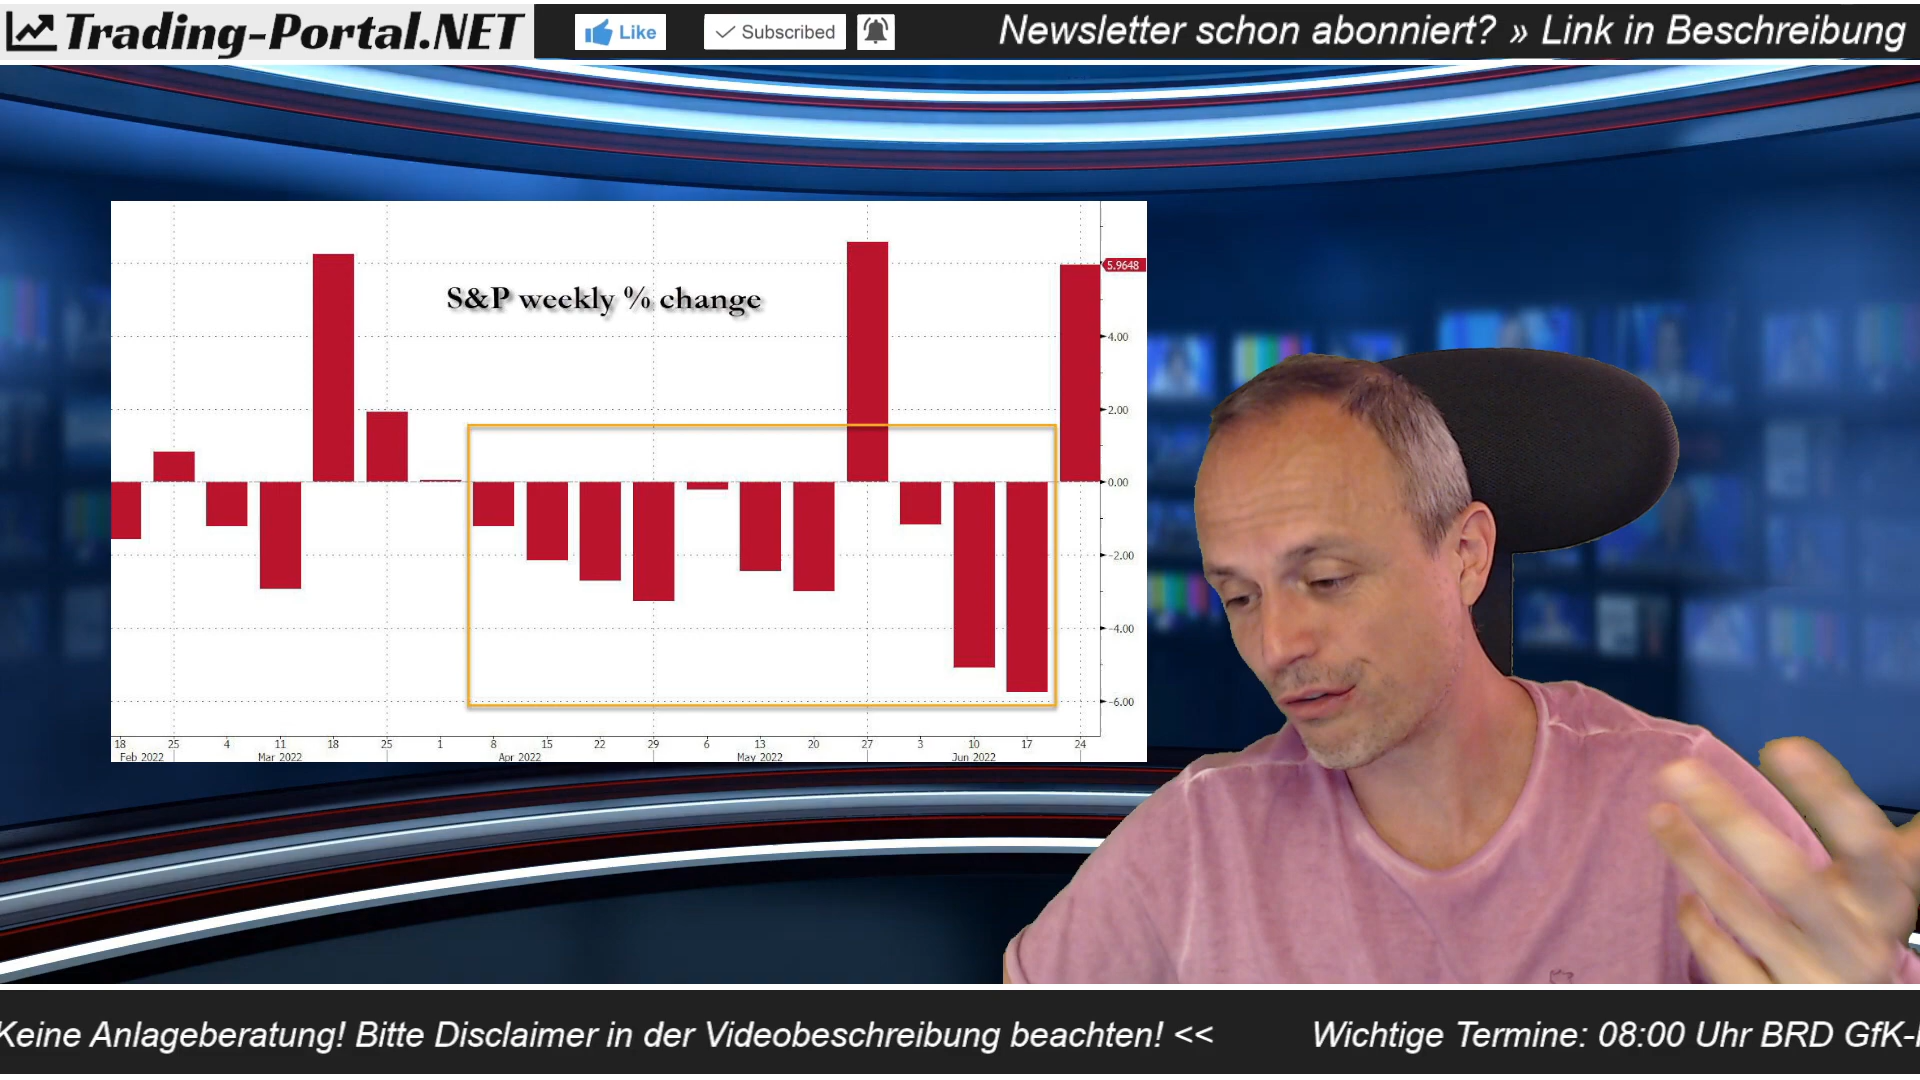 Trading-Portal.NET
Like
Subscribed
Newsletter schon abonniert? » Link in Beschreibung
S&P weekly % change
5.9648
4.00
2.00
0.00
-2.00
-4.00
-6.00
18 25 4 11 18 25 1 8 15 22 29 6 13 20 27 3 10 17 24
Feb 2022 Mar 2022 Apr 2022 May 2022 Jun 2022
Keine Anlageberatung! Bitte Disclaimer in der Videobeschreibung beachten! << Wichtige Termine: 08:00 Uhr BRD GfK-